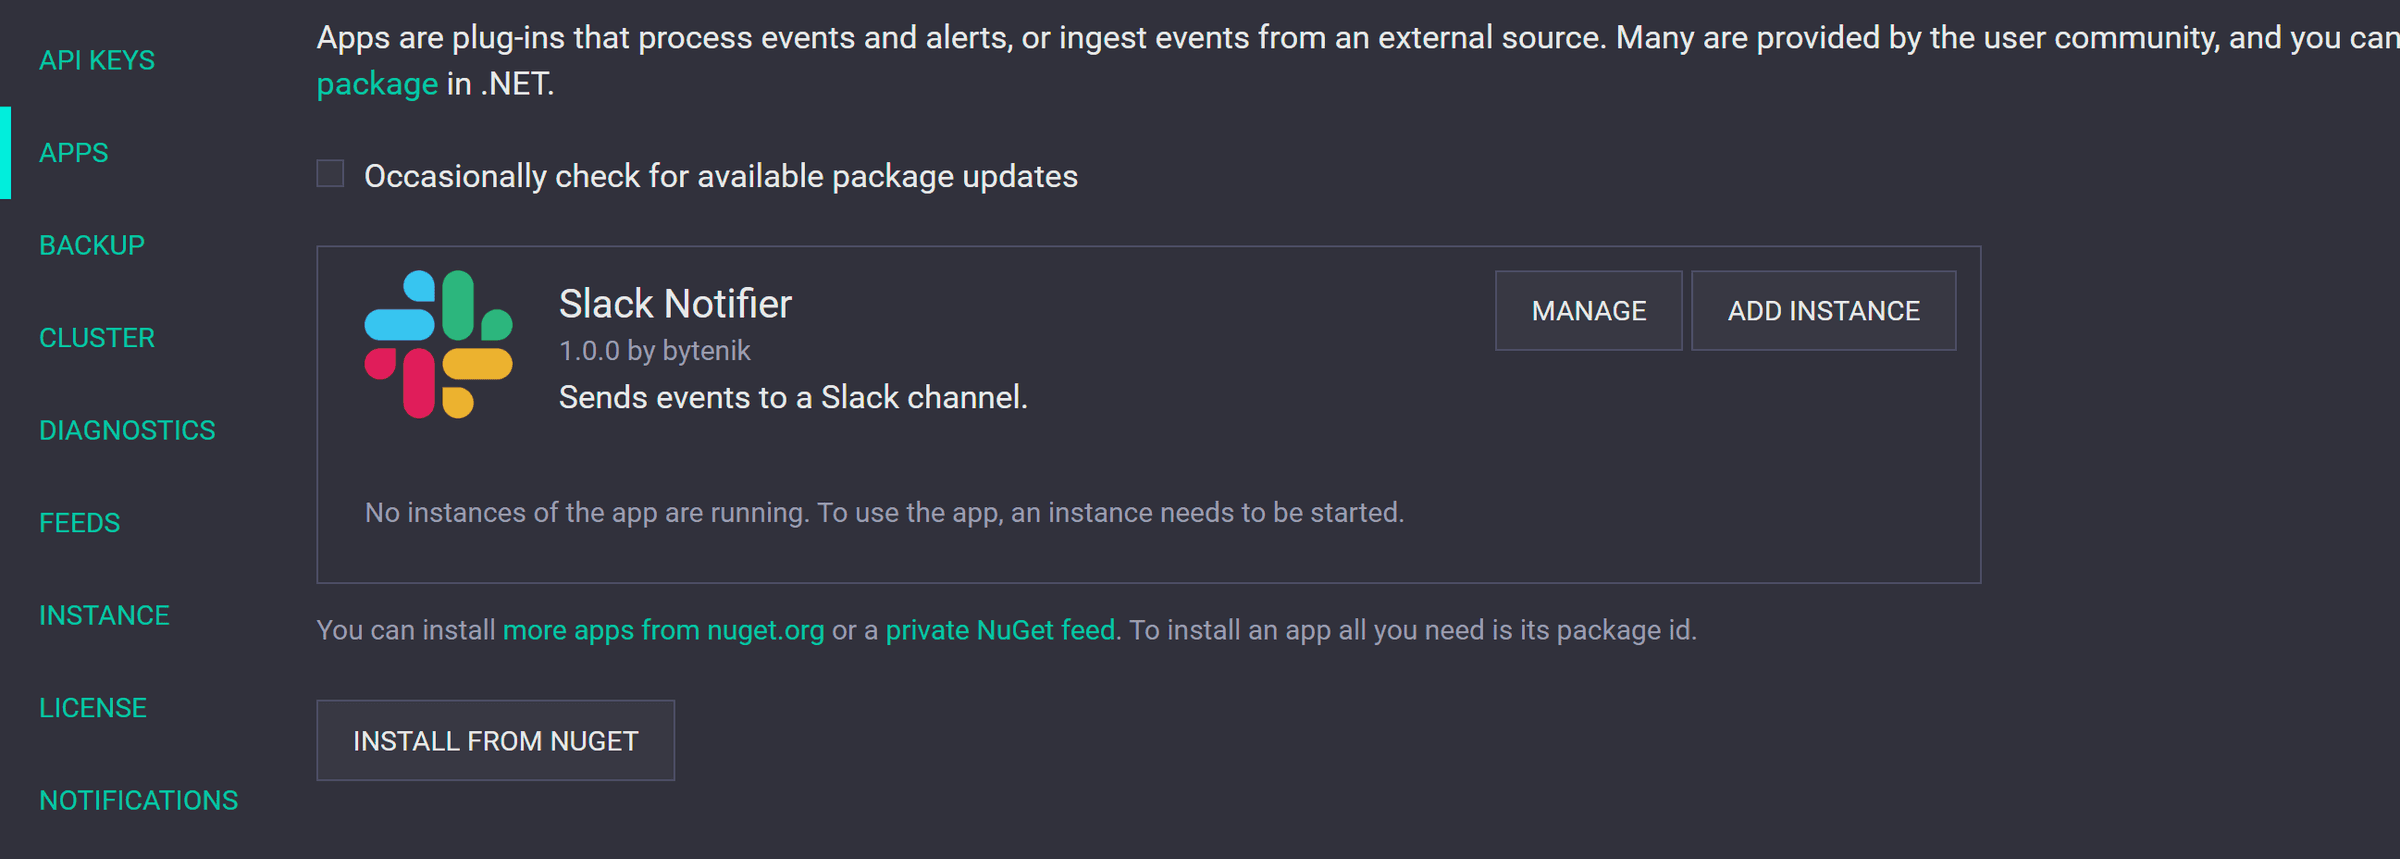 API KEYS
APPS
BACKUP
CLUSTER
DIAGNOSTICS
FEEDS
INSTANCE
LICENSE
NOTIFICATIONS
Apps are plug-ins that process events and alerts, or ingest events from an external source. Many are provided by the user community, and you can
package in .NET.
Occasionally check for available package updates
Slack Notifier
1.0.0 by bytenik
Sends events to a Slack channel.
MANAGE
ADD INSTANCE
No instances of the app are running. To use the app, an instance needs to be started.
You can install more apps from nuget.org or a private NuGet feed. To install an app all you need is its package id.
INSTALL FROM NUGET